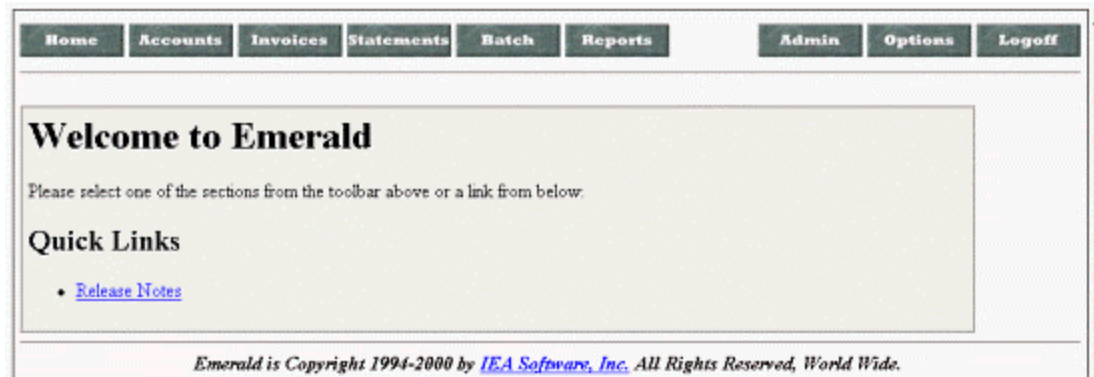 Home Accounts Invoices Statements Batch Reports Admin Options Logoff
Welcome to Emerald
Please select one of the sections from the toolbar above or a link from below:
Quick Links
• Release Notes
Emerald is Copyright 1994-2000 by IEA Software, Inc. All Rights Reserved, World Wide.